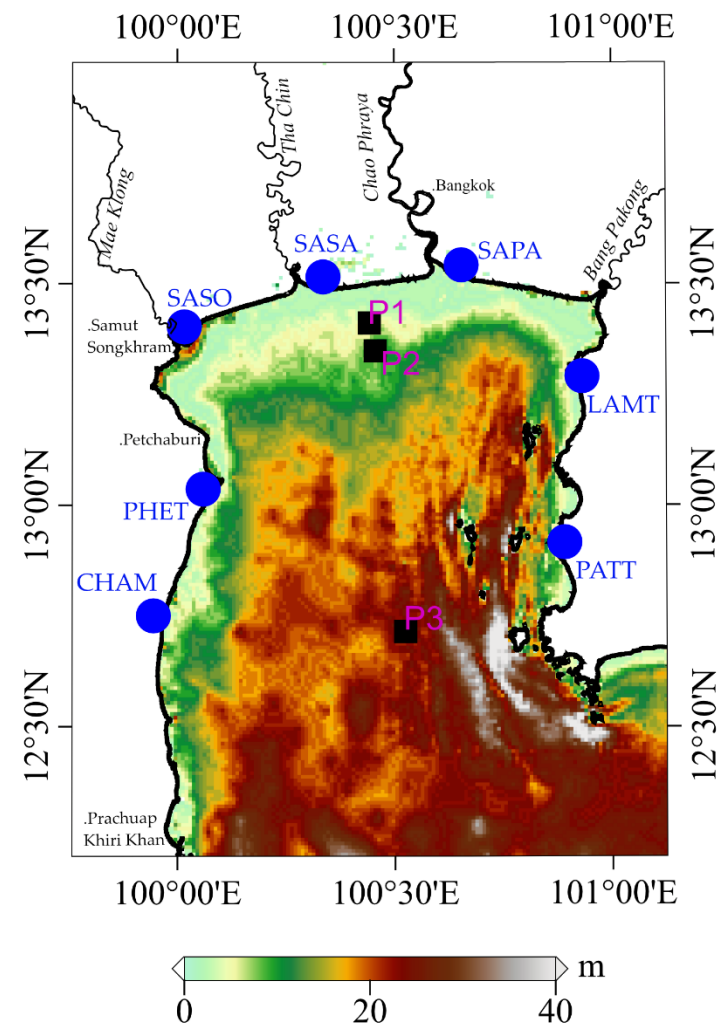 100°00'E 100°30'E 101°00'E
Mae Klong
Tha Chin
Chao Phraya
.Bangkok
Bang Pakong
13°30'N
13°30'N
SASA
SAPA
SASO
P1
.Samut
Songkhram
P2
LAMT
.Petchaburi
13°00'N
13°00'N
PHET
PATT
CHAM
P3
12°30'N
12°30'N
.Prachuap
Khiri Khan
100°00'E 100°30'E 101°00'E
m
0 20 40